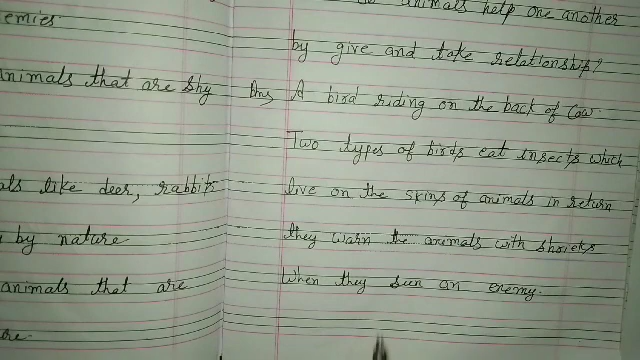 emies
nimals that are shy
als like deer, rabbits
by nature
animals that are
are
animals help one another
by give and take relationship?
Ans A bird riding on the back of Cow.
Two types of birds eat insects which
live on the skins of animals in return
they warn the animals with shrieks
When they sun an enemy.